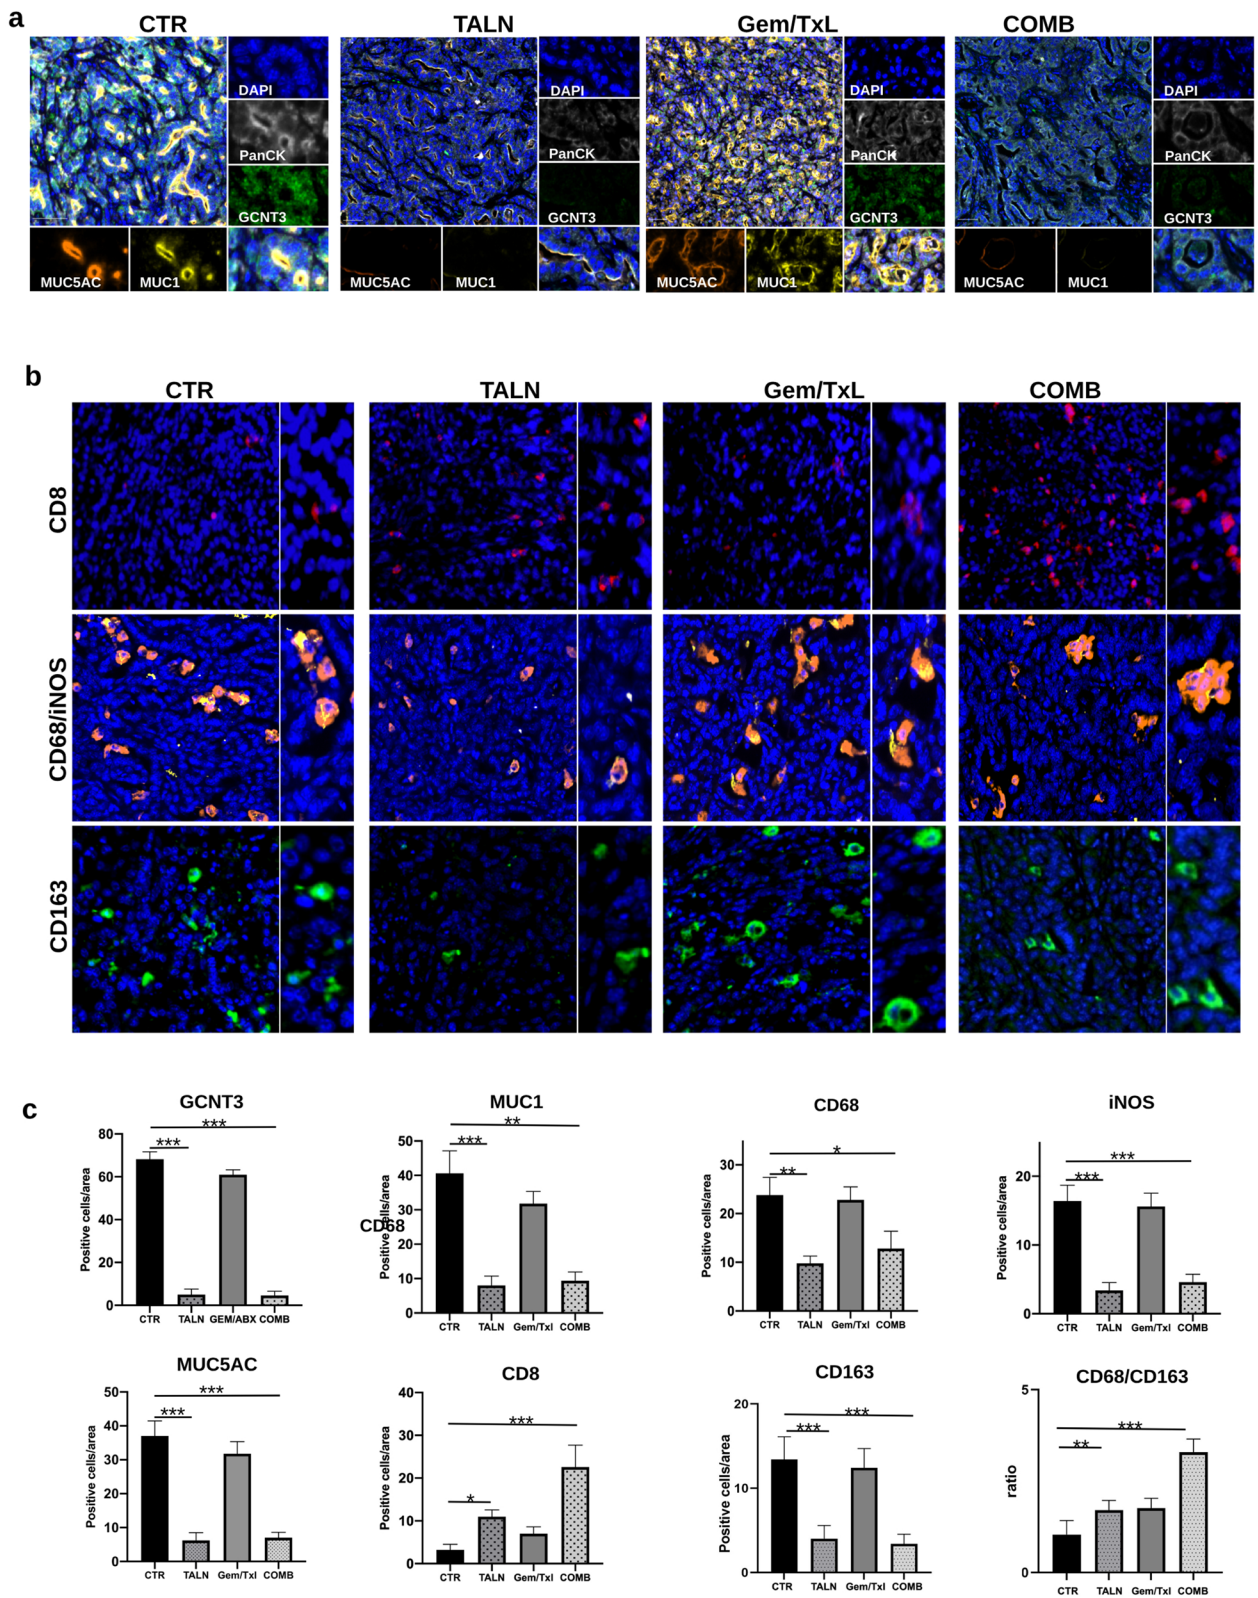 a
CTR TALN Gem/TxL COMB
DAPI DAPI DAPI DAPI
PanCK PanCK PanCK PanCK
GCNT3 GCNT3 GCNT3 GCNT3
MUC5AC MUC1 MUC5AC MUC1 MUC5AC MUC1 MUC5AC MUC1
b
CTR TALN Gem/TxL COMB
CD8
CD68/iNOS
CD163
c
GCNT3
***
***
Positive cells/area
80
60
40
20
0
CTR TALN GEM/ABX COMB
MUC1
**
***
Positive cells/area
CD68
50
40
30
20
10
0
CTR TALN Gem/Txl COMB
CD68
*
**
Positive cells/area
30
20
10
0
CTR TALN Gem/Txl COMB
iNOS
***
***
Positive cells/area
20
10
0
CTR TALN Gem/Txl COMB
MUC5AC
***
***
Positive cells/area
50
40
30
20
10
0
CTR TALN Gem/Txl COMB
CD8
***
*
Positive cells/area
40
30
20
10
0
CTR TALN Gem/Txl COMB
CD163
***
***
Positive cells/area
20
10
0
CTR TALN Gem/Txl COMB
CD68/CD163
***
**
ratio
5
0
CTR TALN Gem/Txl COMB